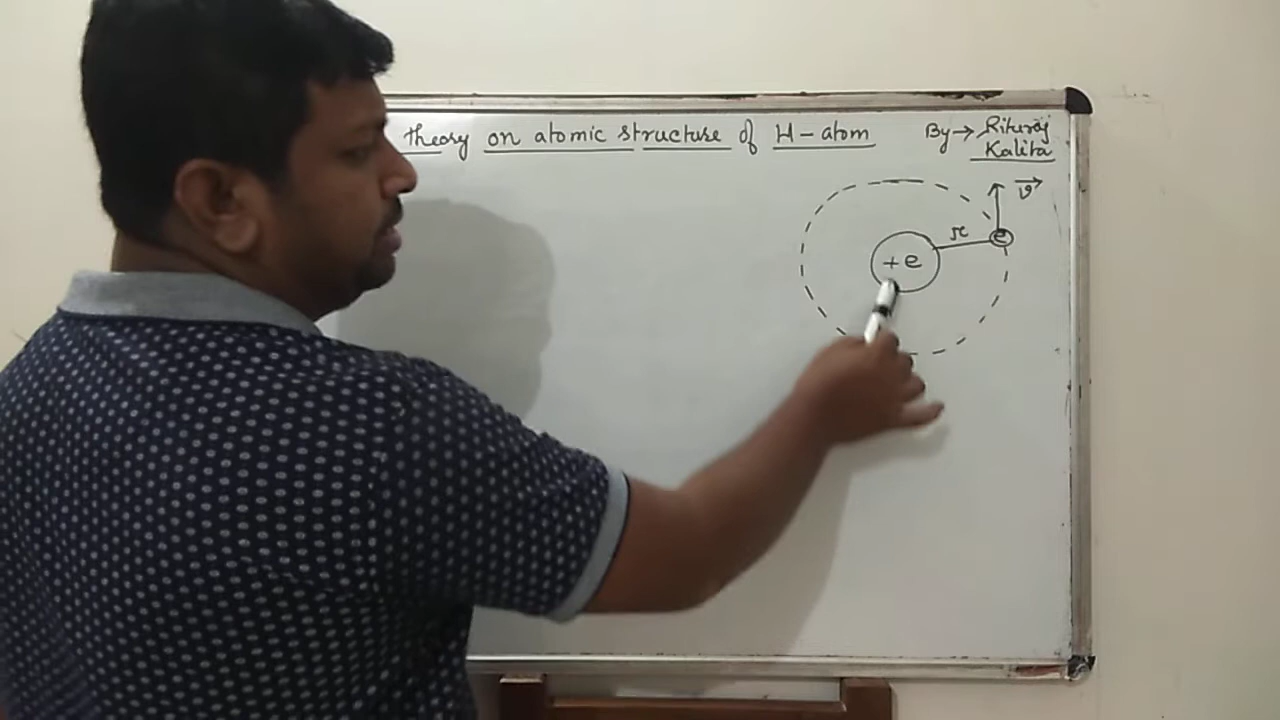 theory on atomic structure of H-atom
By → Rituraj
Kalita
v
r
e
+e